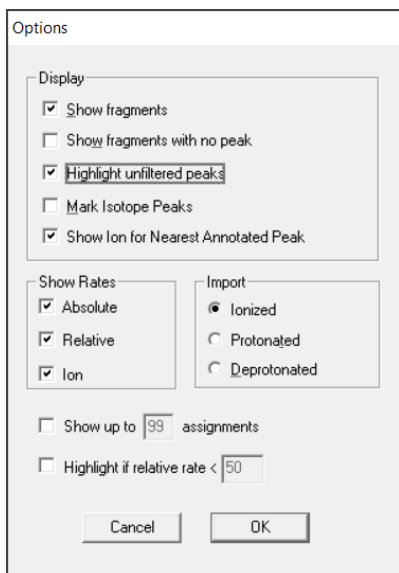 Options
Display
Show fragments
Show fragments with no peak
Highlight unfiltered peaks
Mark Isotope Peaks
Show Ion for Nearest Annotated Peak
Show Rates
Absolute
Relative
Ion
Import
Ionized
Protonated
Deprotonated
Show up to 99 assignments
Highlight if relative rate < 50
Cancel OK